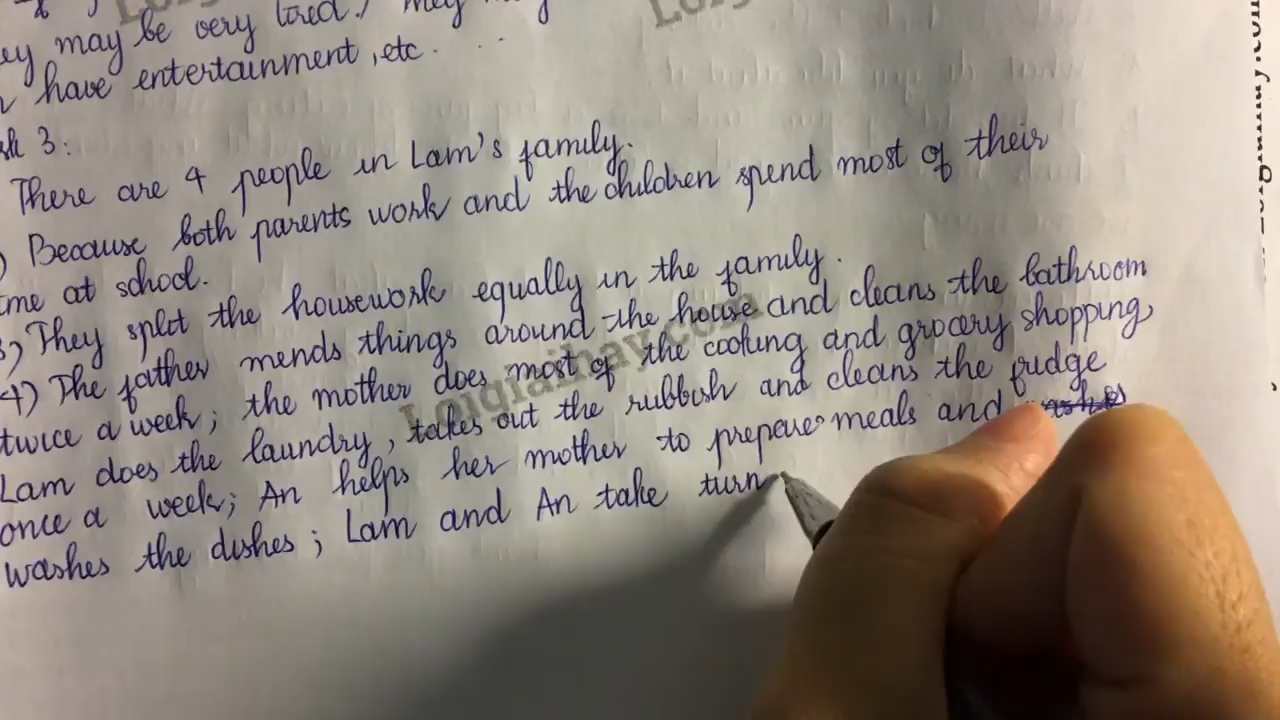 ey may be very tired / they may
have entertainment, etc. . . .
sk 3:
There are 4 people in Lam's family.
) Because both parents work and the children spend most of their
me at school.
3) They split the housework equally in the family.
4) The father mends things around the house and cleans the bathroom
twice a week; the mother does most of the cooking and grocery shopping,
Lam does the laundry, takes out the rubbish and cleans the fridge
once a week; An helps her mother to prepare meals and
washes the dishes; Lam and An take turn
Loigiaihay.com
Loigiaihay.com